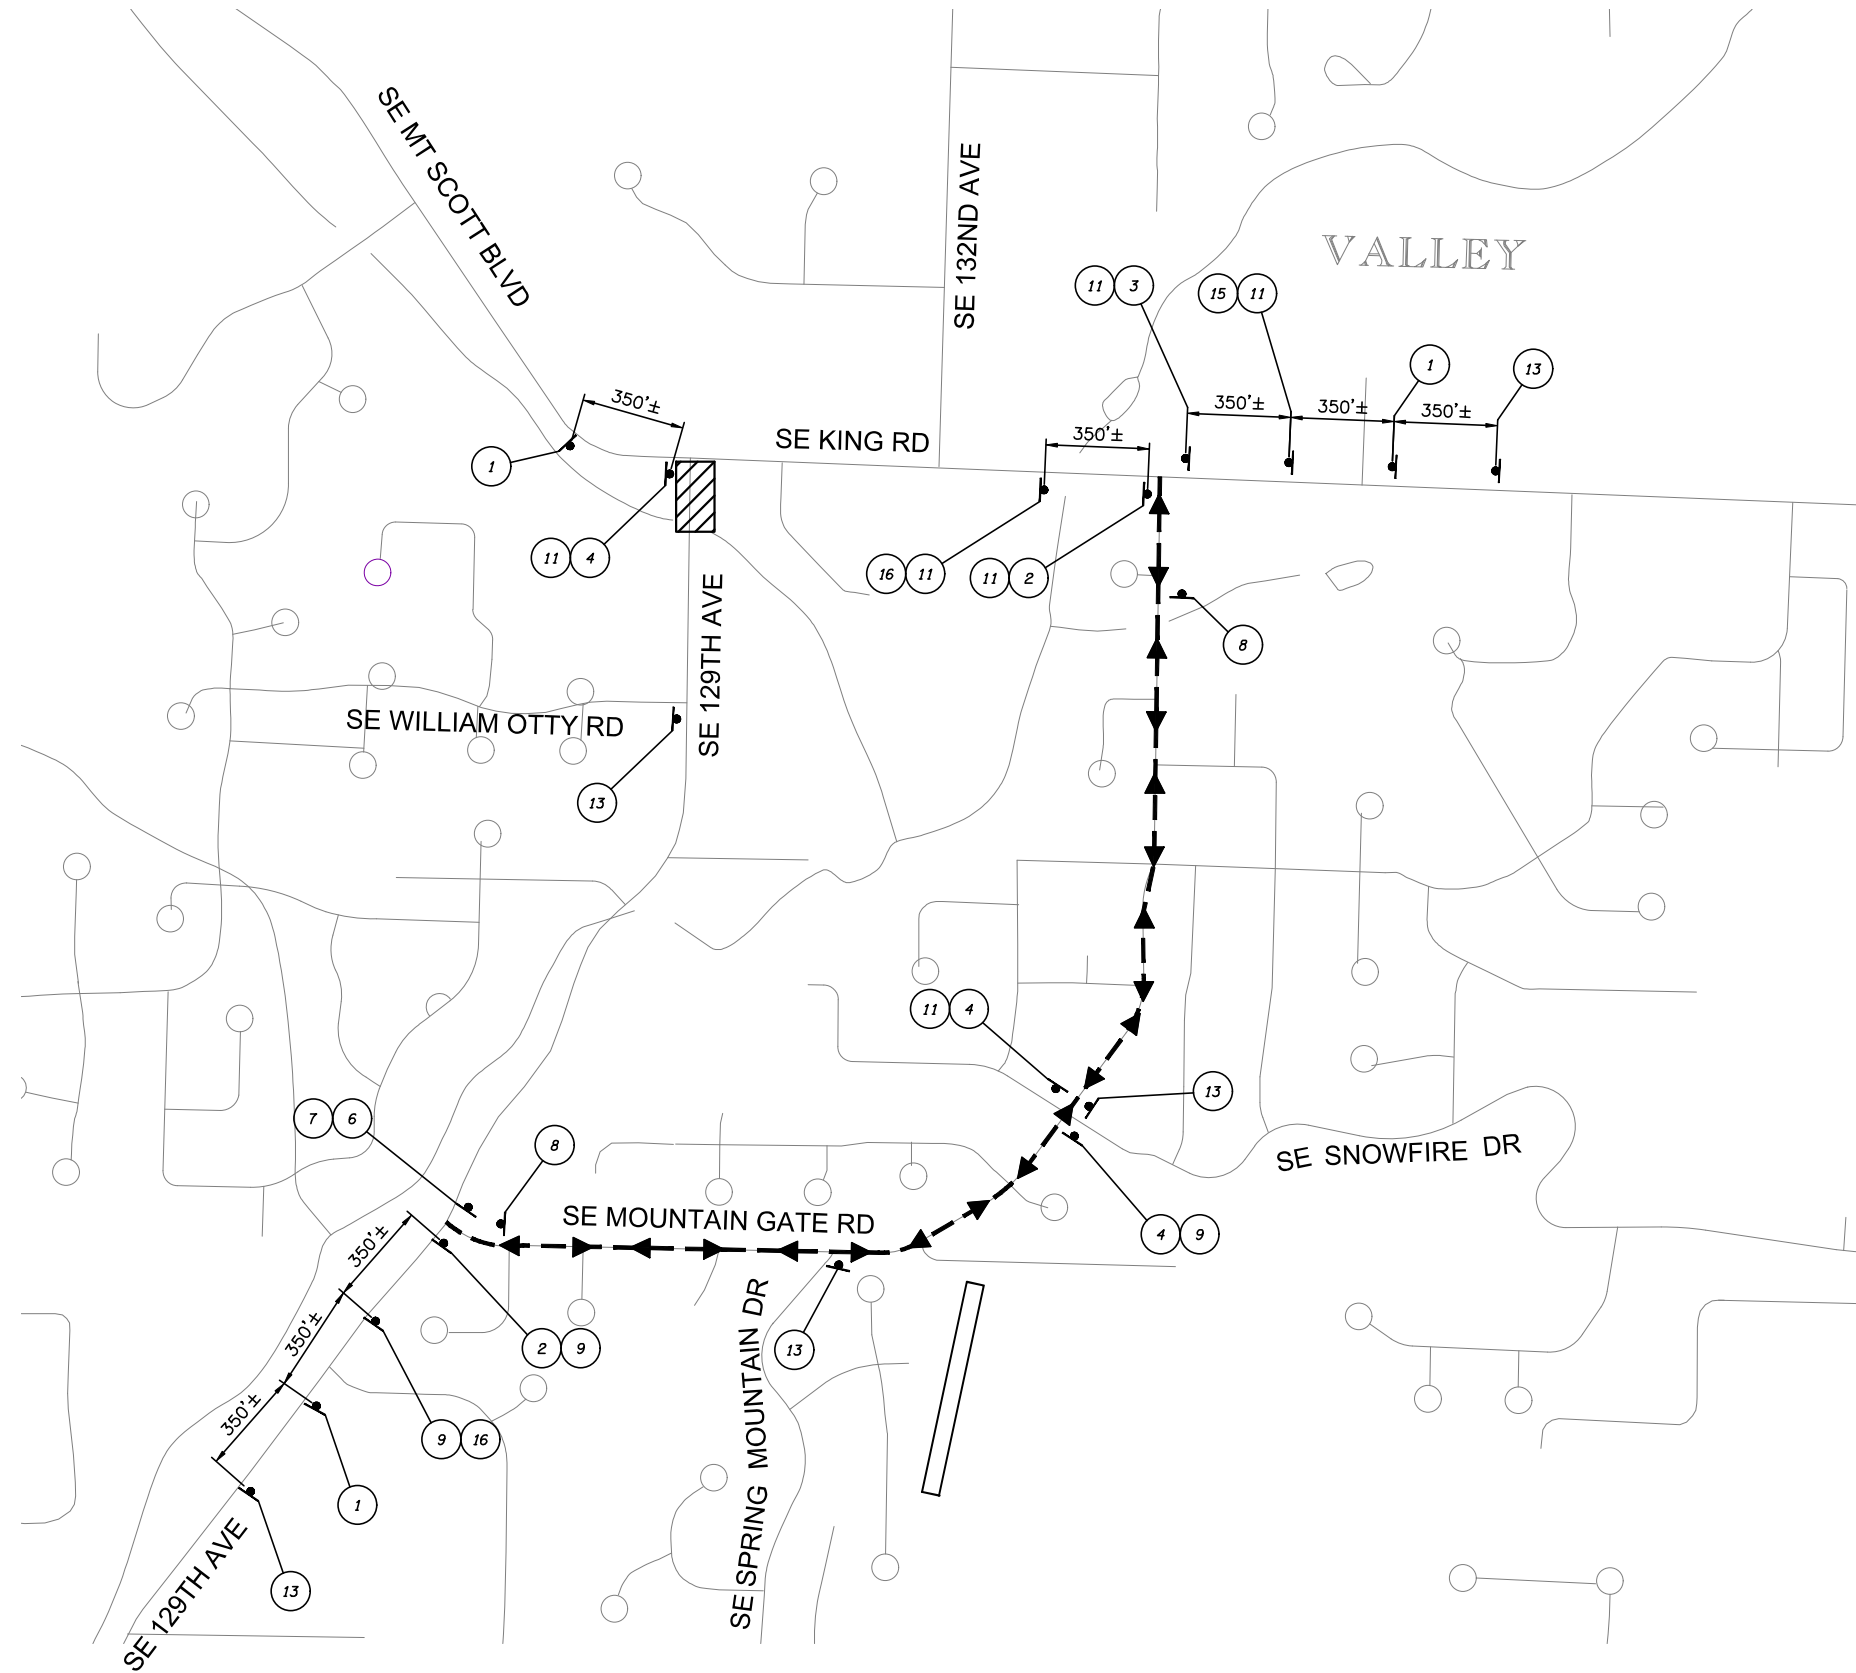 SE MT SCOTT BLVD
SE 132ND AVE
VALLEY
11 3
15 11
1
13
350'±
350'±
350'±
350'±
350'±
SE KING RD
1
11 4
16 11
11 2
8
SE 129TH AVE
SE WILLIAM OTTY RD
13
11 4
13
7 6
8
SE SNOWFIRE DR
SE MOUNTAIN GATE RD
4 9
350'±
350'±
350'±
2 9
13
SE SPRING MOUNTAIN DR
9 16
1
13
SE 129TH AVE